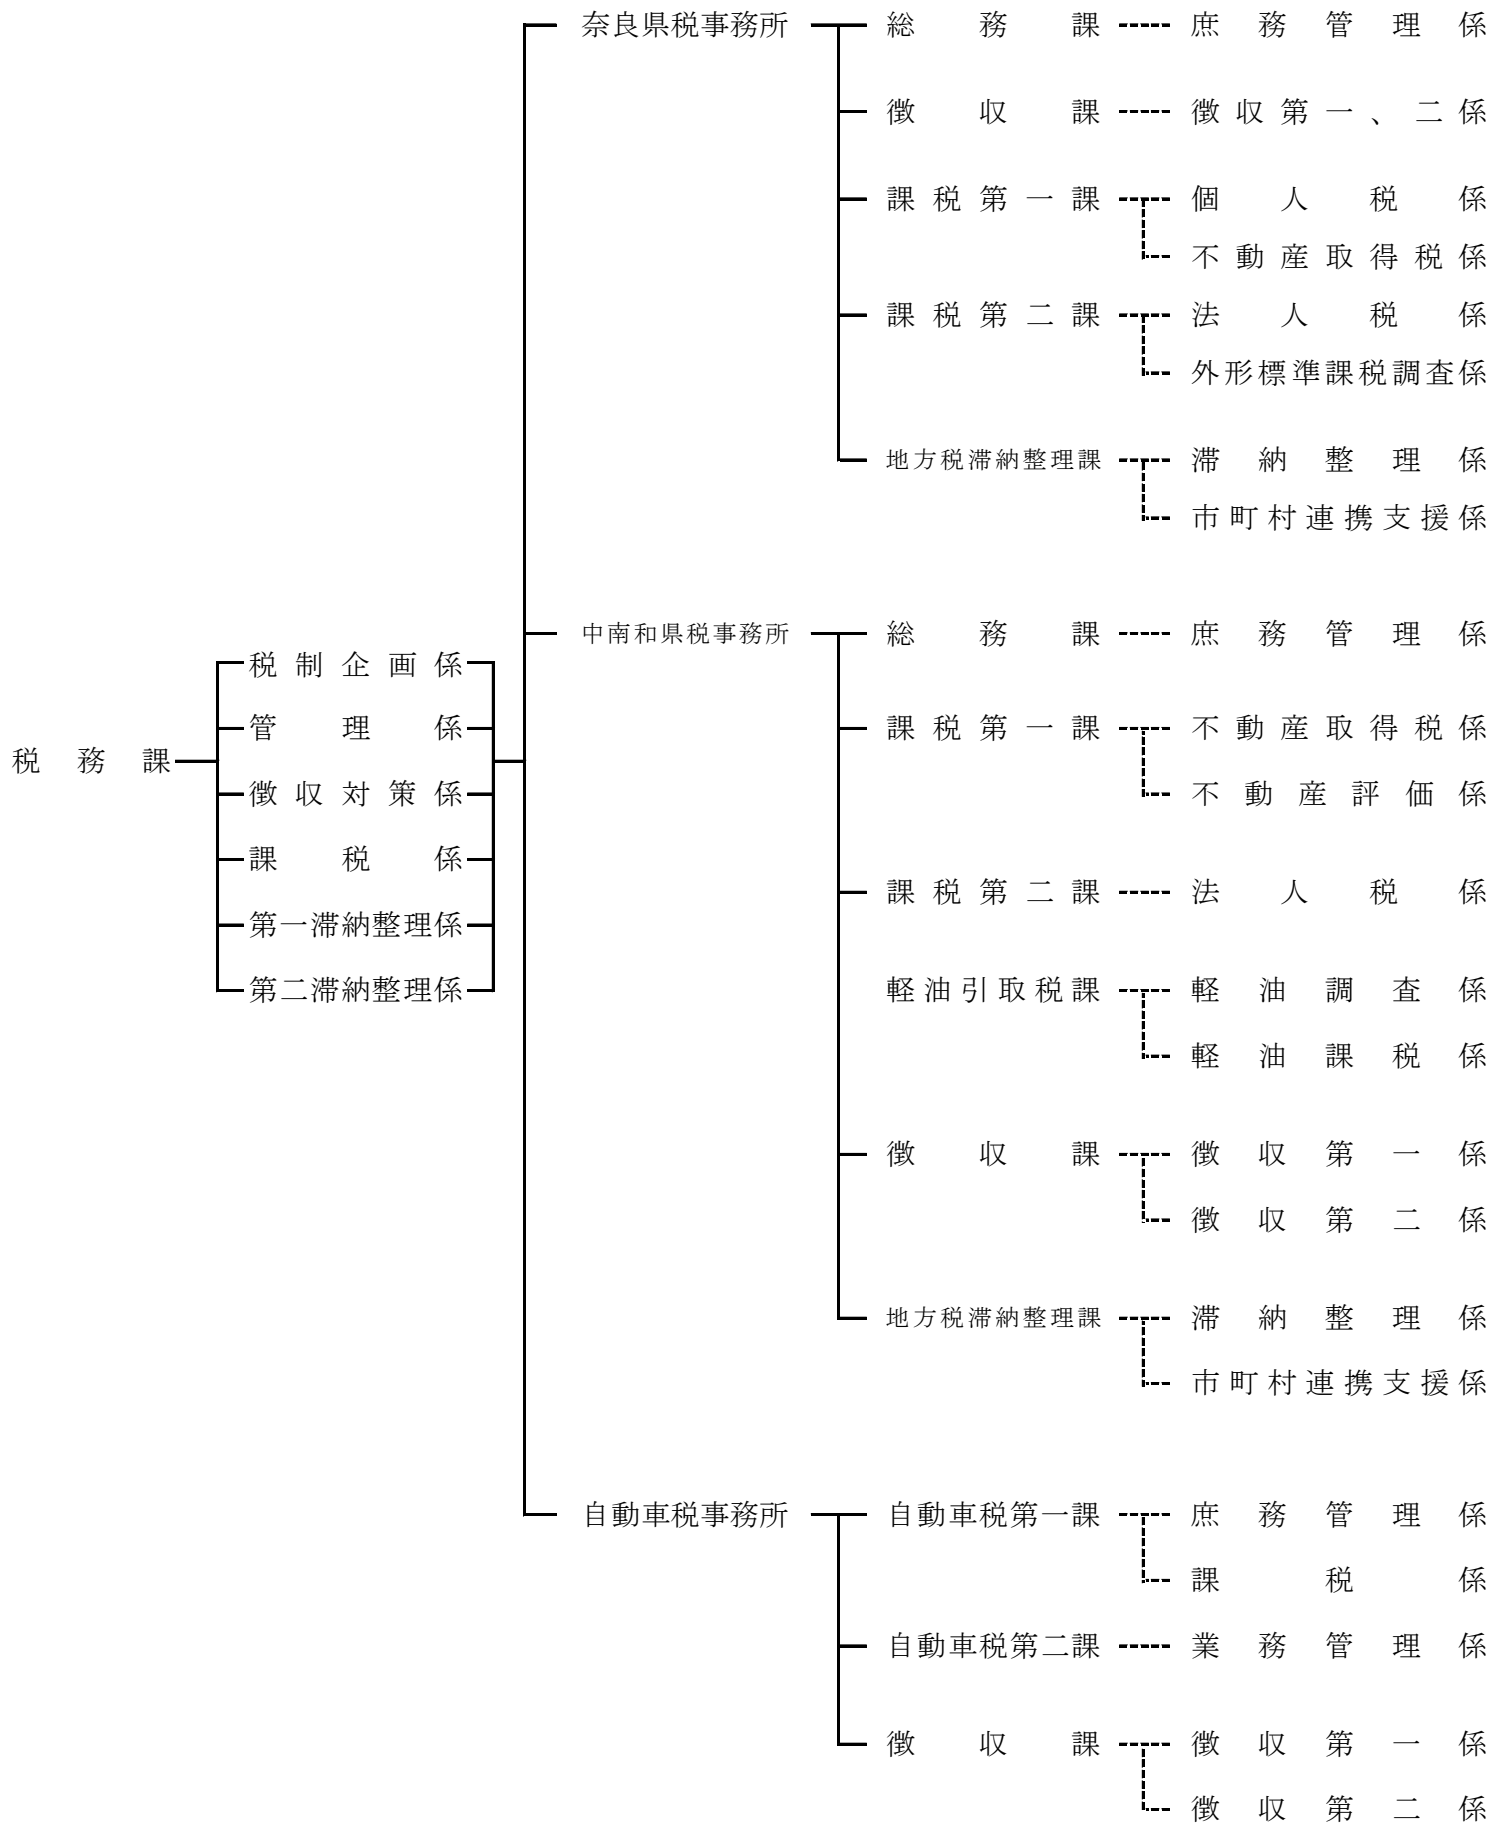 奈良県税事務所 総務課 庶務管理係
徴収課 徴収第一、二係
課税第一課 個人税係
不動産取得税係
課税第二課 法人税係
外形標準課税調査係
地方税滞納整理課 滞納整理係
市町村連携支援係
中南和県税事務所 総務課 庶務管理係
税制企画係
管理係 課税第一課 不動産取得税係
税務課
徴収対策係 不動産評価係
課税係
課税第二課 法人税係
第一滞納整理係
第二滞納整理係 軽油引取税課 軽油調査係
軽油課税係
徴収課 徴収第一係
徴収第二係
地方税滞納整理課 滞納整理係
市町村連携支援係
自動車税事務所 自動車税第一課 庶務管理係
課税係
自動車税第二課 業務管理係
徴収課 徴収第一係
徴収第二係